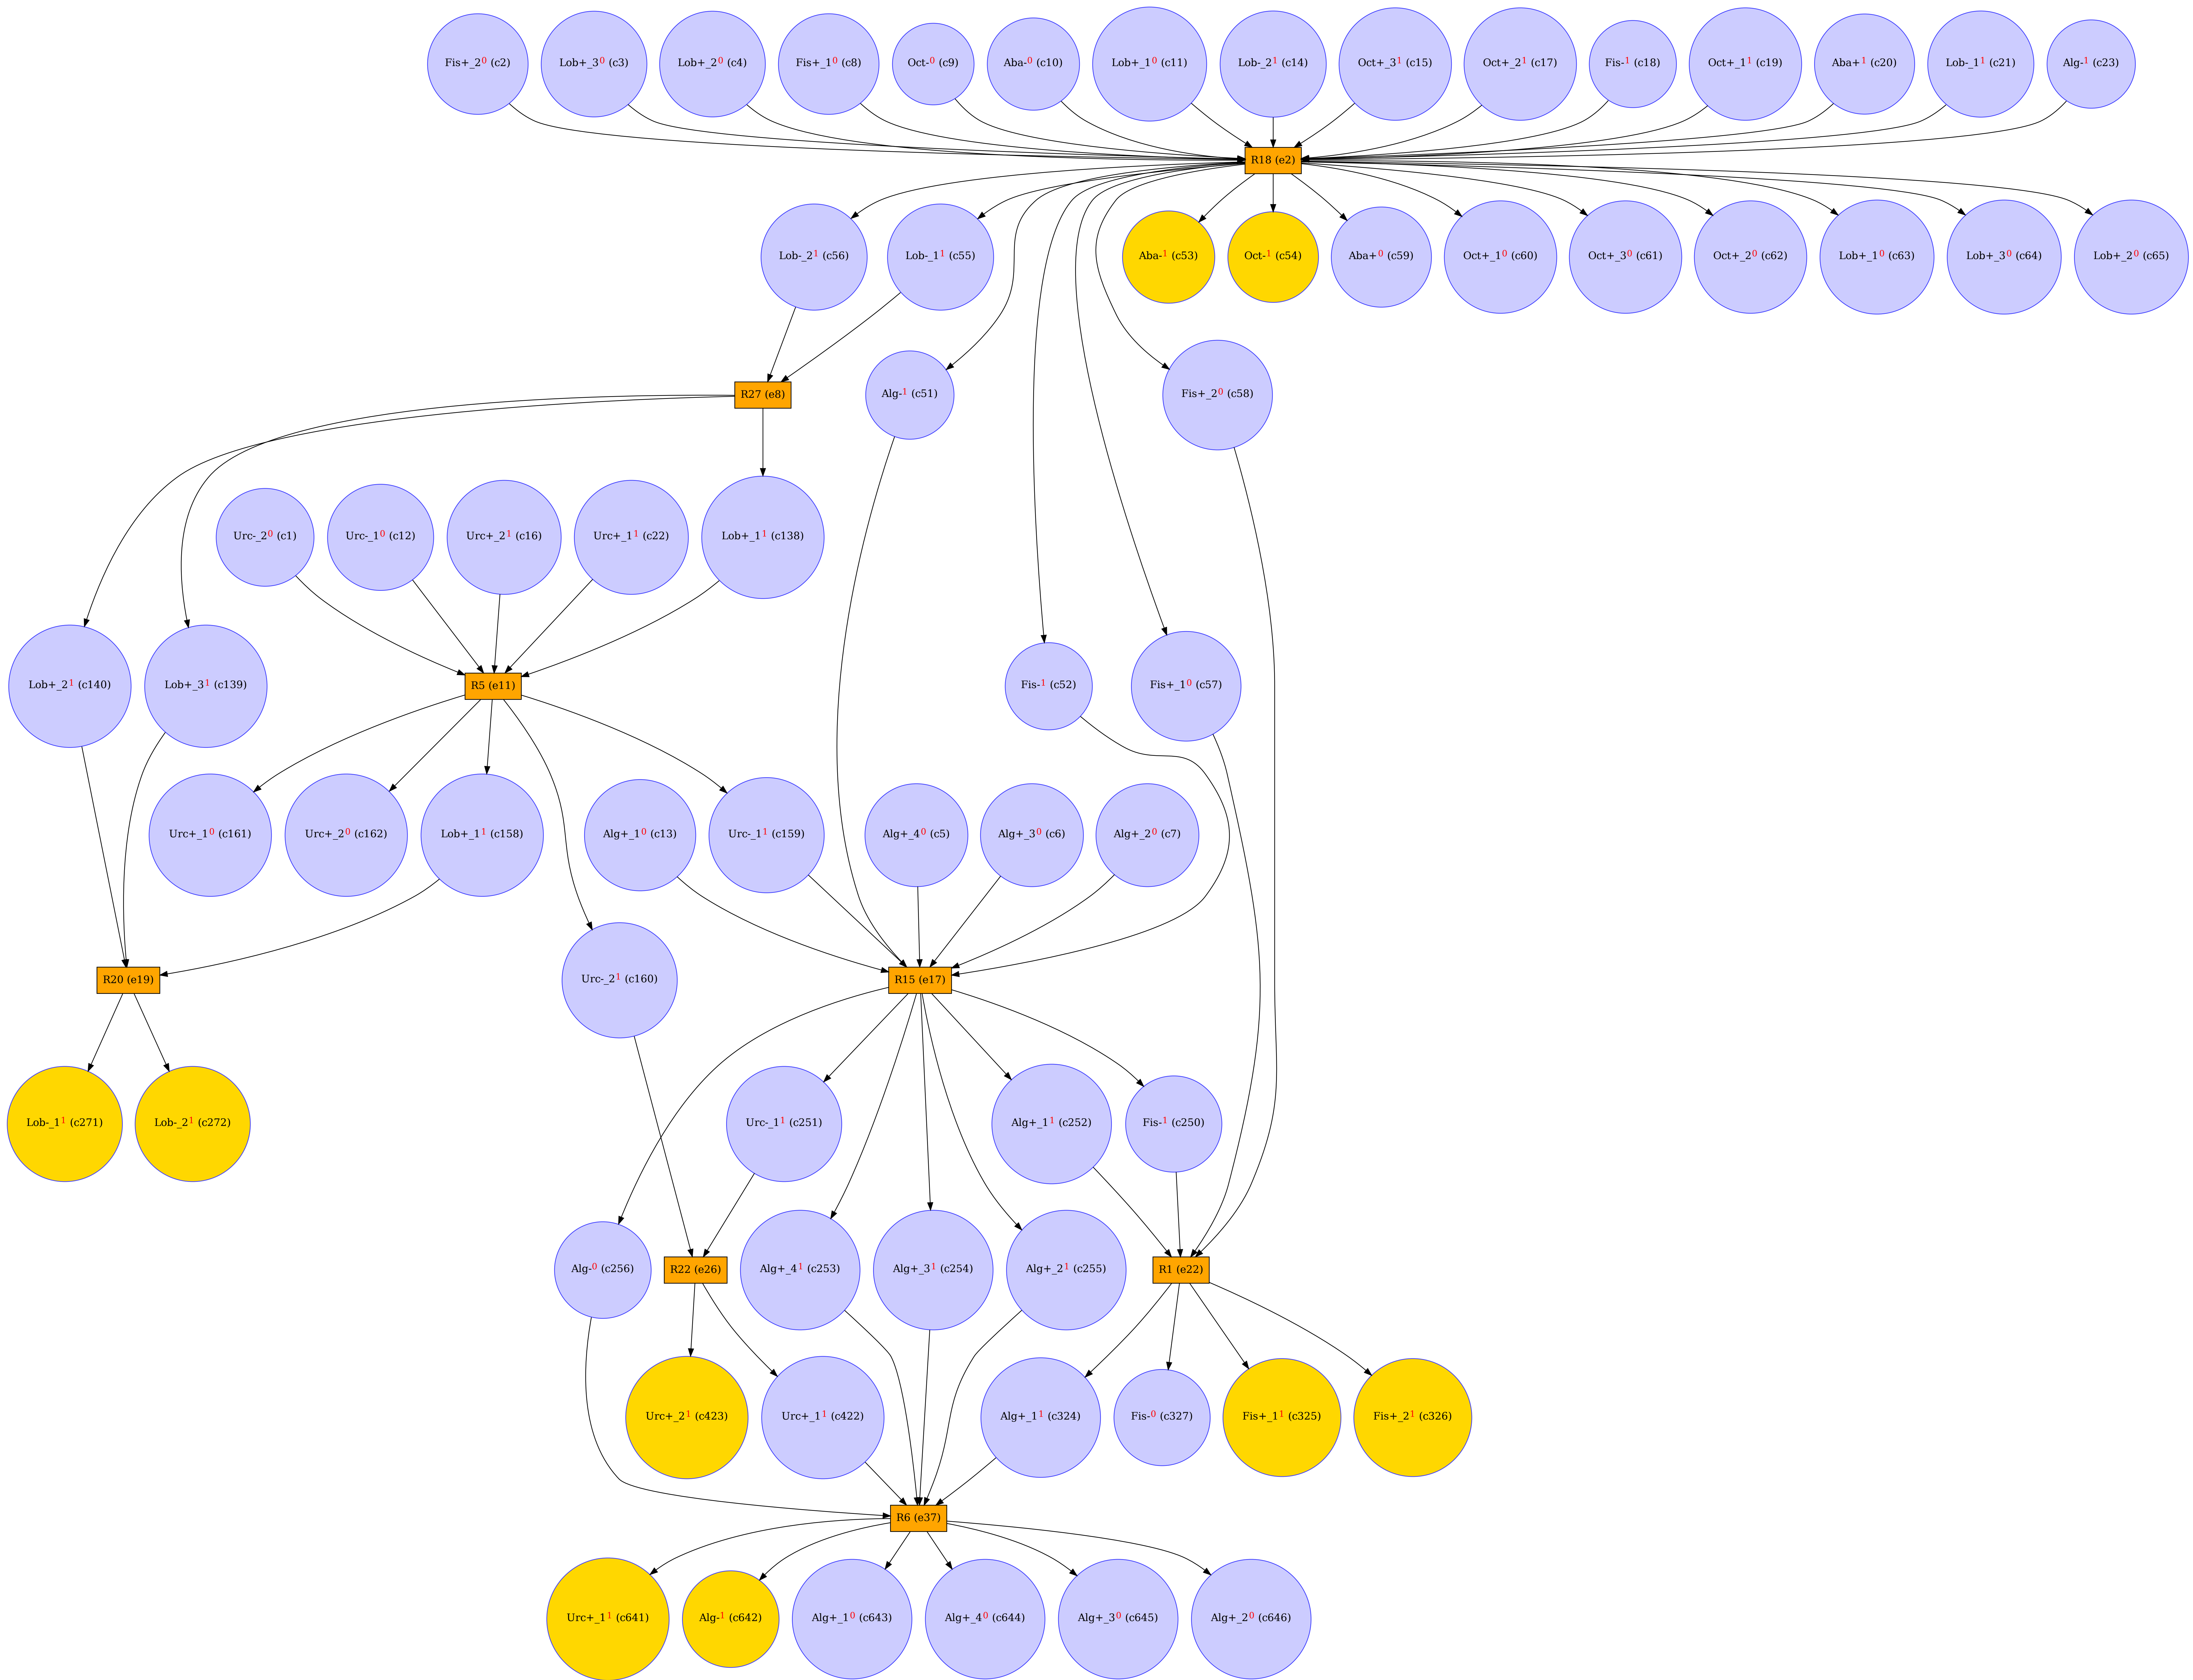 Fis+_2⁰ (c2)
Lob+_3⁰ (c3)
Lob+_2⁰ (c4)
Fis+_1⁰ (c8)
Oct-⁰ (c9)
Aba-⁰ (c10)
Lob+_1⁰ (c11)
Lob-_2¹ (c14)
Oct+_3¹ (c15)
Oct+_2¹ (c17)
Fis-¹ (c18)
Oct+_1¹ (c19)
Aba+¹ (c20)
Lob-_1¹ (c21)
Alg-¹ (c23)
R18 (e2)
Lob-_2¹ (c56)
Lob-_1¹ (c55)
Aba-¹ (c53)
Oct-¹ (c54)
Aba+⁰ (c59)
Oct+_1⁰ (c60)
Oct+_3⁰ (c61)
Oct+_2⁰ (c62)
Lob+_1⁰ (c63)
Lob+_3⁰ (c64)
Lob+_2⁰ (c65)
R27 (e8)
Alg-¹ (c51)
Fis+_2⁰ (c58)
Urc-_2⁰ (c1)
Urc-_1⁰ (c12)
Urc+_2¹ (c16)
Urc+_1¹ (c22)
Lob+_1¹ (c138)
Lob+_2¹ (c140)
Lob+_3¹ (c139)
R5 (e11)
Fis-¹ (c52)
Fis+_1⁰ (c57)
Urc+_1⁰ (c161)
Urc+_2⁰ (c162)
Lob+_1¹ (c158)
Alg+_1⁰ (c13)
Urc-_1¹ (c159)
Alg+_4⁰ (c5)
Alg+_3⁰ (c6)
Alg+_2⁰ (c7)
R20 (e19)
Urc-_2¹ (c160)
R15 (e17)
Lob-_1¹ (c271)
Lob-_2¹ (c272)
Urc-_1¹ (c251)
Alg+_1¹ (c252)
Fis-¹ (c250)
Alg-⁰ (c256)
R22 (e26)
Alg+_4¹ (c253)
Alg+_3¹ (c254)
Alg+_2¹ (c255)
R1 (e22)
Urc+_2¹ (c423)
Urc+_1¹ (c422)
Alg+_1¹ (c324)
Fis-⁰ (c327)
Fis+_1¹ (c325)
Fis+_2¹ (c326)
R6 (e37)
Urc+_1¹ (c641)
Alg-¹ (c642)
Alg+_1⁰ (c643)
Alg+_4⁰ (c644)
Alg+_3⁰ (c645)
Alg+_2⁰ (c646)